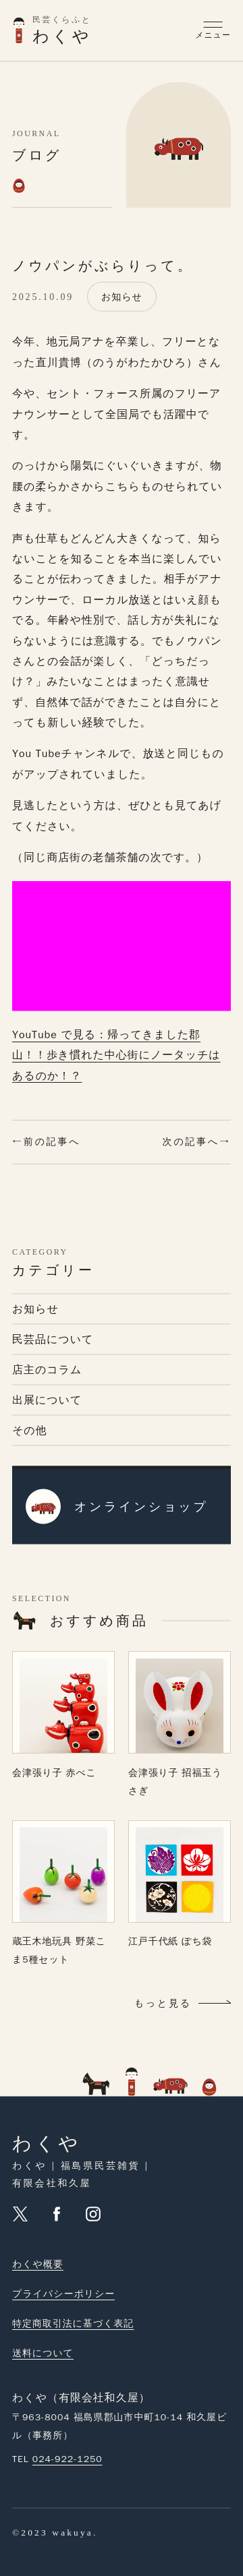 民芸くらふと
わくや
メニュー
JOURNAL
ブログ
ノウパンがぶらりって。
2025.10.09
お知らせ
今年、地元局アナを卒業し、フリーとな
った直川貴博（のうがわたかひろ）さん
今や、セント・フォース所属のフリーア
ナウンサーとして全国局でも活躍中で
す。
のっけから陽気にぐいぐいきますが、物
腰の柔らかさからこちらものせられていき
きます。
声も仕草もどんどん大きくなって、知ら
ないことを知ることを本当に楽しんでい
ることが伝わってきました。相手がアナ
ウンサーで、ローカル放送とはいえ顔も
でる。年齢や性別で、話し方が失礼になら
ないようには意識する。でもノウパン
さんとの会話が楽しく、「どっちだっ
け？」みたいなことはまったく意識せ
ず、自然体で話ができたことは自分にと
っても新しい経験でした。
You Tubeチャンネルで、放送と同じもの
がアップされていました。
見逃したという方は、ぜひとも見てあげ
てください。
（同じ商店街の老舗茶舗の次です。）
YouTube で見る：帰ってきました郡
山！！歩き慣れた中心街にノータッチは
あるのか！？
←前の記事へ
次の記事へ→
CATEGORY
カテゴリー
お知らせ
民芸品について
店主のコラム
出展について
その他
オンラインショップ
SELECTION
おすすめ商品
会津張り子 赤べこ
会津張り子 招福玉う
さぎ
蔵王木地玩具 野菜こ
ま5種セット
江戸千代紙 ぽち袋
もっと見る
わくや
わくや｜福島県民芸雑貨｜
有限会社和久屋
わくや概要
プライバシーポリシー
特定商取引法に基づく表記
送料について
わくや（有限会社和久屋）
〒963-8004 福島県郡山市中町10-14 和久屋ビ
ル（事務所）
TEL 024-922-1250
©2023 wakuya.